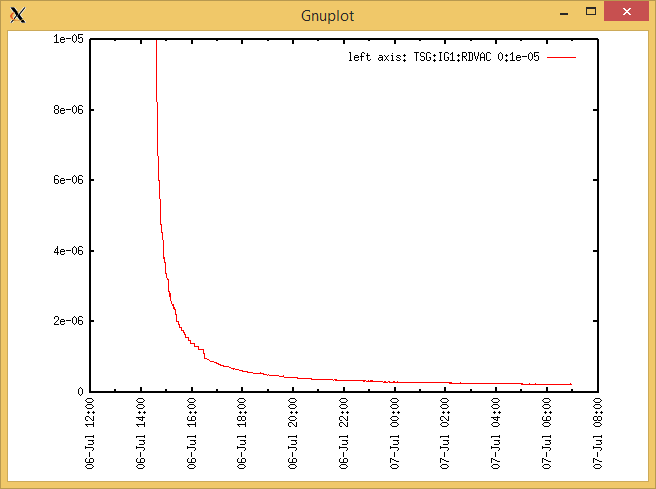 Gnuplot
1e-05
left axis: TSG:IG1:RDVAC 0:1e-05
8e-06
6e-06
4e-06
2e-06
0
06-Jul 12:00
06-Jul 14:00
06-Jul 16:00
06-Jul 18:00
06-Jul 20:00
06-Jul 22:00
07-Jul 00:00
07-Jul 02:00
07-Jul 04:00
07-Jul 06:00
07-Jul 08:00